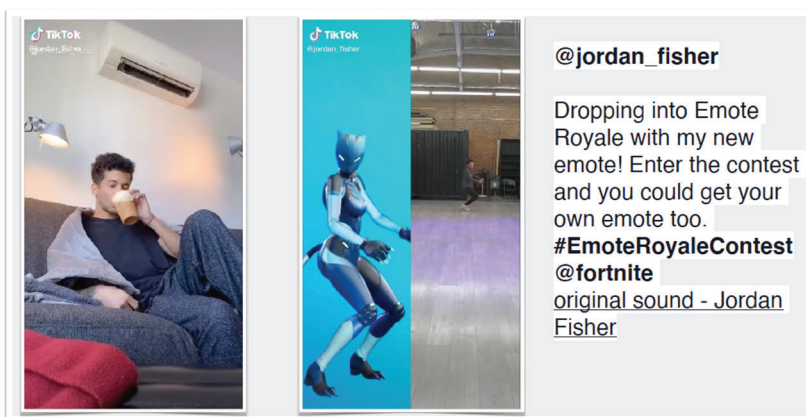 TikTok
@jordan_fisher
TikTok
@jordan_fisher
@jordan_fisher
Dropping into Emote
Royale with my new
emote! Enter the contest
and you could get your
own emote too.
#EmoteRoyaleContest
@fortnite
original sound - Jordan
Fisher